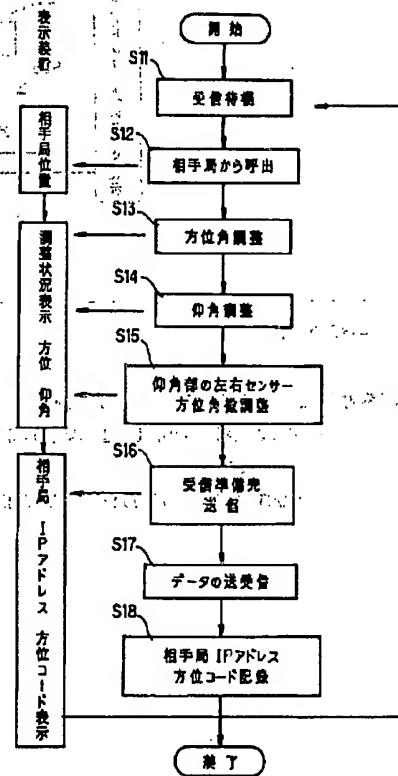 開始
表示装置
S11
受信待機
S12
相手局から呼出
相手局位置
S13
方位角調整
S14
仰角調整
調整状況表示 方位 仰角
S15
仰角部の左右センサー
方位角微調整
S16
受信準備完
送信
S17
データの送受信
S18
相手局 IPアドレス
方位コード記録
相手局 IPアドレス 方位コード表示
終了